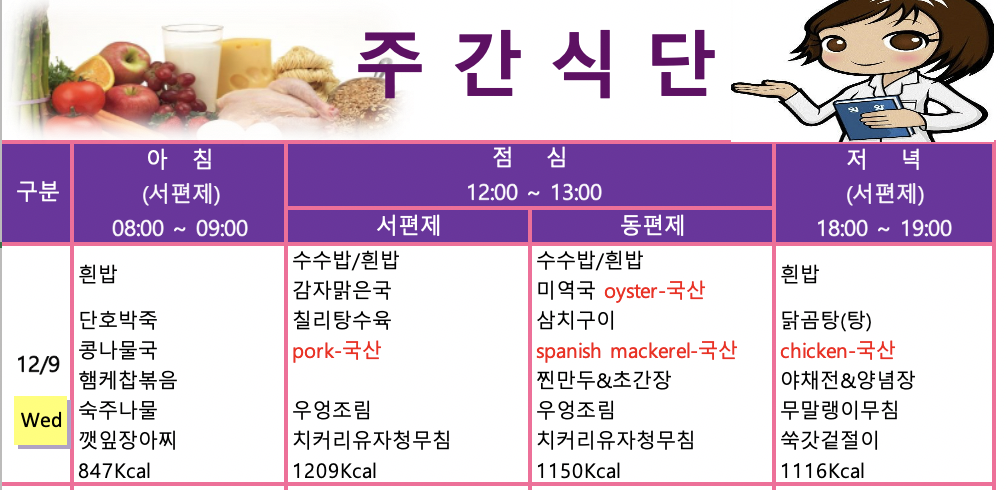 주간식단
구분
아 침
(서편제)
08:00 ~ 09:00
점 심
12:00 ~ 13:00
서편제
동편제
저 녁
(서편제)
18:00 ~ 19:00
12/9
Wed
흰밥
단호박죽
콩나물국
햄케찹볶음
숙주나물
깻잎장아찌
847Kcal
수수밥/흰밥
감자맑은국
칠리탕수육
pork-국산
우엉조림
치커리유자청무침
1209Kcal
수수밥/흰밥
미역국 oyster-국산
삼치구이
spanish mackerel-국산
찐만두&초간장
우엉조림
치커리유자청무침
1150Kcal
흰밥
닭곰탕(탕)
chicken-국산
야채전&양념장
무말랭이무침
쑥갓겉절이
1116Kcal